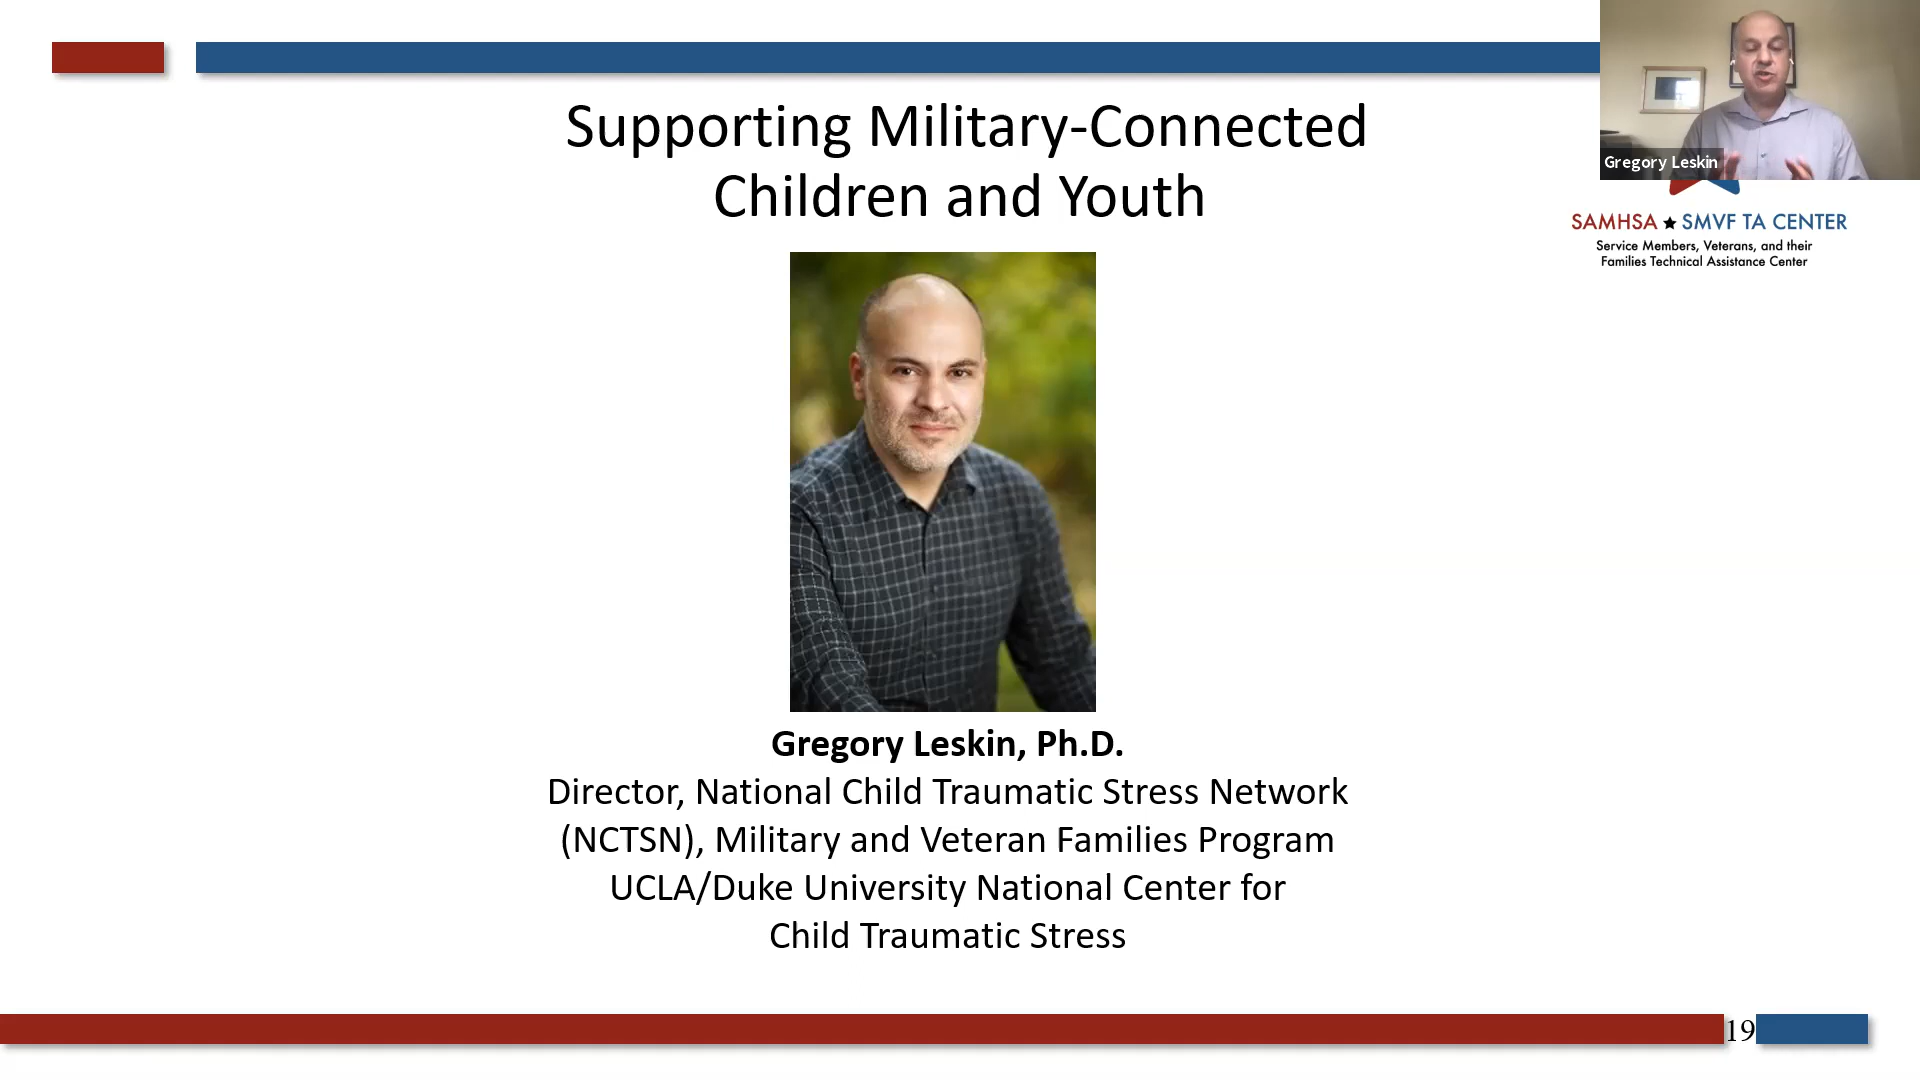 Supporting Military-Connected
Children and Youth
Gregory Leskin
SAMHSA ★ SMVF TA CENTER
Service Members, Veterans, and their
Families Technical Assistance Center
Gregory Leskin, Ph.D.
Director, National Child Traumatic Stress Network
(NCTSN), Military and Veteran Families Program
UCLA/Duke University National Center for
Child Traumatic Stress
19